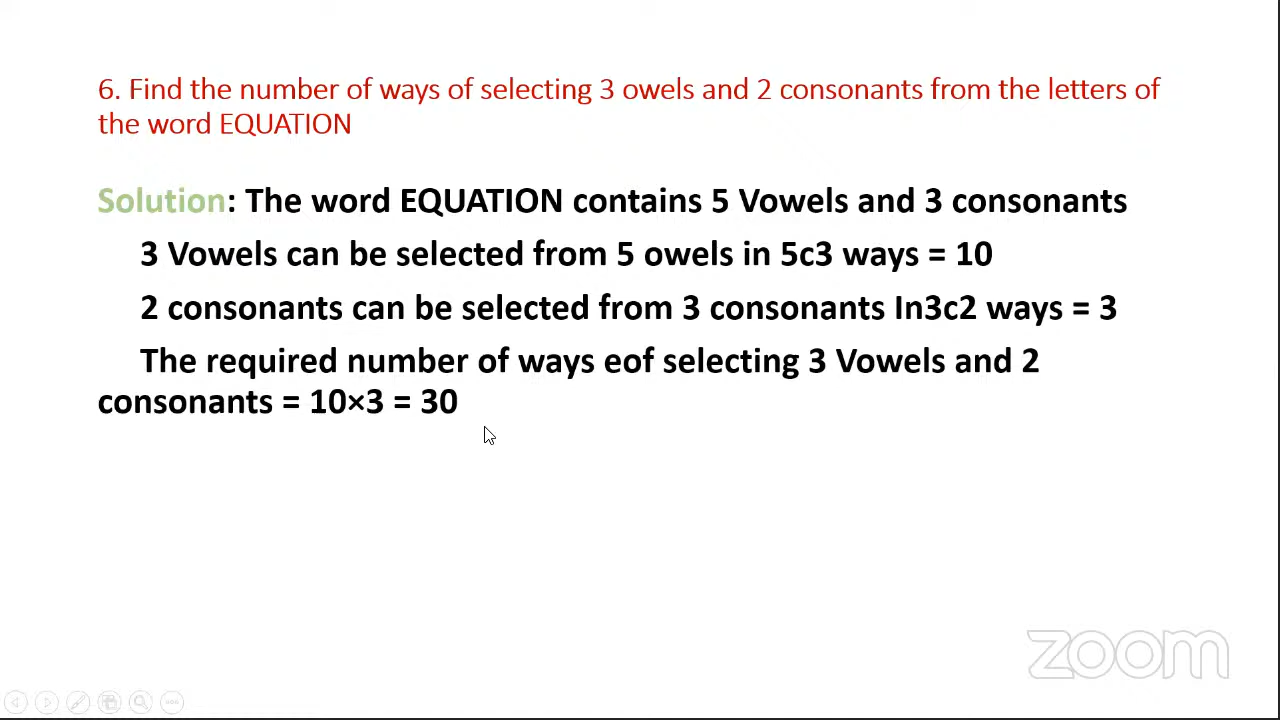 6. Find the number of ways of selecting 3 owels and 2 consonants from the letters of
the word EQUATION
Solution: The word EQUATION contains 5 Vowels and 3 consonants
3 Vowels can be selected from 5 owels in 5c3 ways = 10
2 consonants can be selected from 3 consonants In3c2 ways = 3
The required number of ways eof selecting 3 Vowels and 2
consonants = 10×3 = 30
zoom